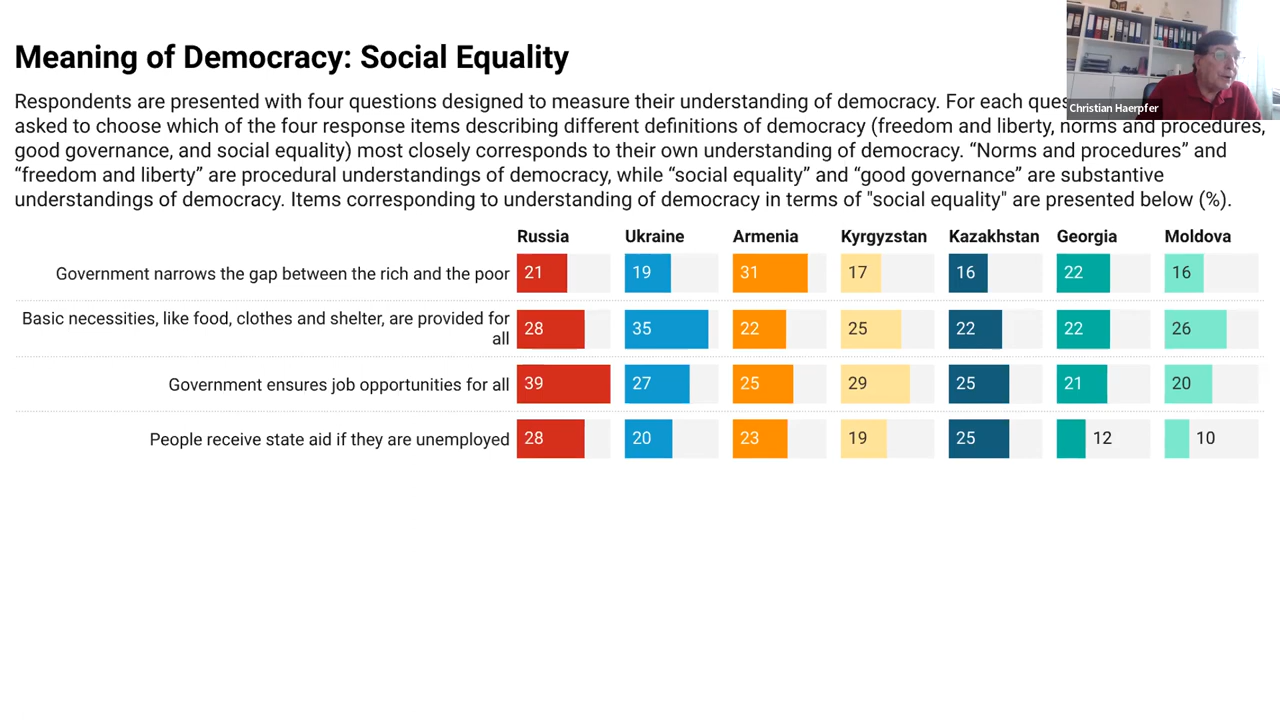 Meaning of Democracy: Social Equality
Respondents are presented with four questions designed to measure their understanding of democracy. For each
Christian Haerpfer
asked to choose which of the four response items describing different definitions of democracy (freedom and liberty, norms and procedures,
good governance, and social equality) most closely corresponds to their own understanding of democracy. “Norms and procedures” and
“freedom and liberty” are procedural understandings of democracy, while “social equality” and “good governance” are substantive
understandings of democracy. Items corresponding to understanding of democracy in terms of "social equality" are presented below (%).
Russia Ukraine Armenia Kyrgyzstan Kazakhstan Georgia Moldova
Government narrows the gap between the rich and the poor 21 19 31 17 16 22 16
Basic necessities, like food, clothes and shelter, are provided for
all 28 35 22 25 22 22 26
Government ensures job opportunities for all 39 27 25 29 25 21 20
People receive state aid if they are unemployed 28 20 23 19 25 12 10